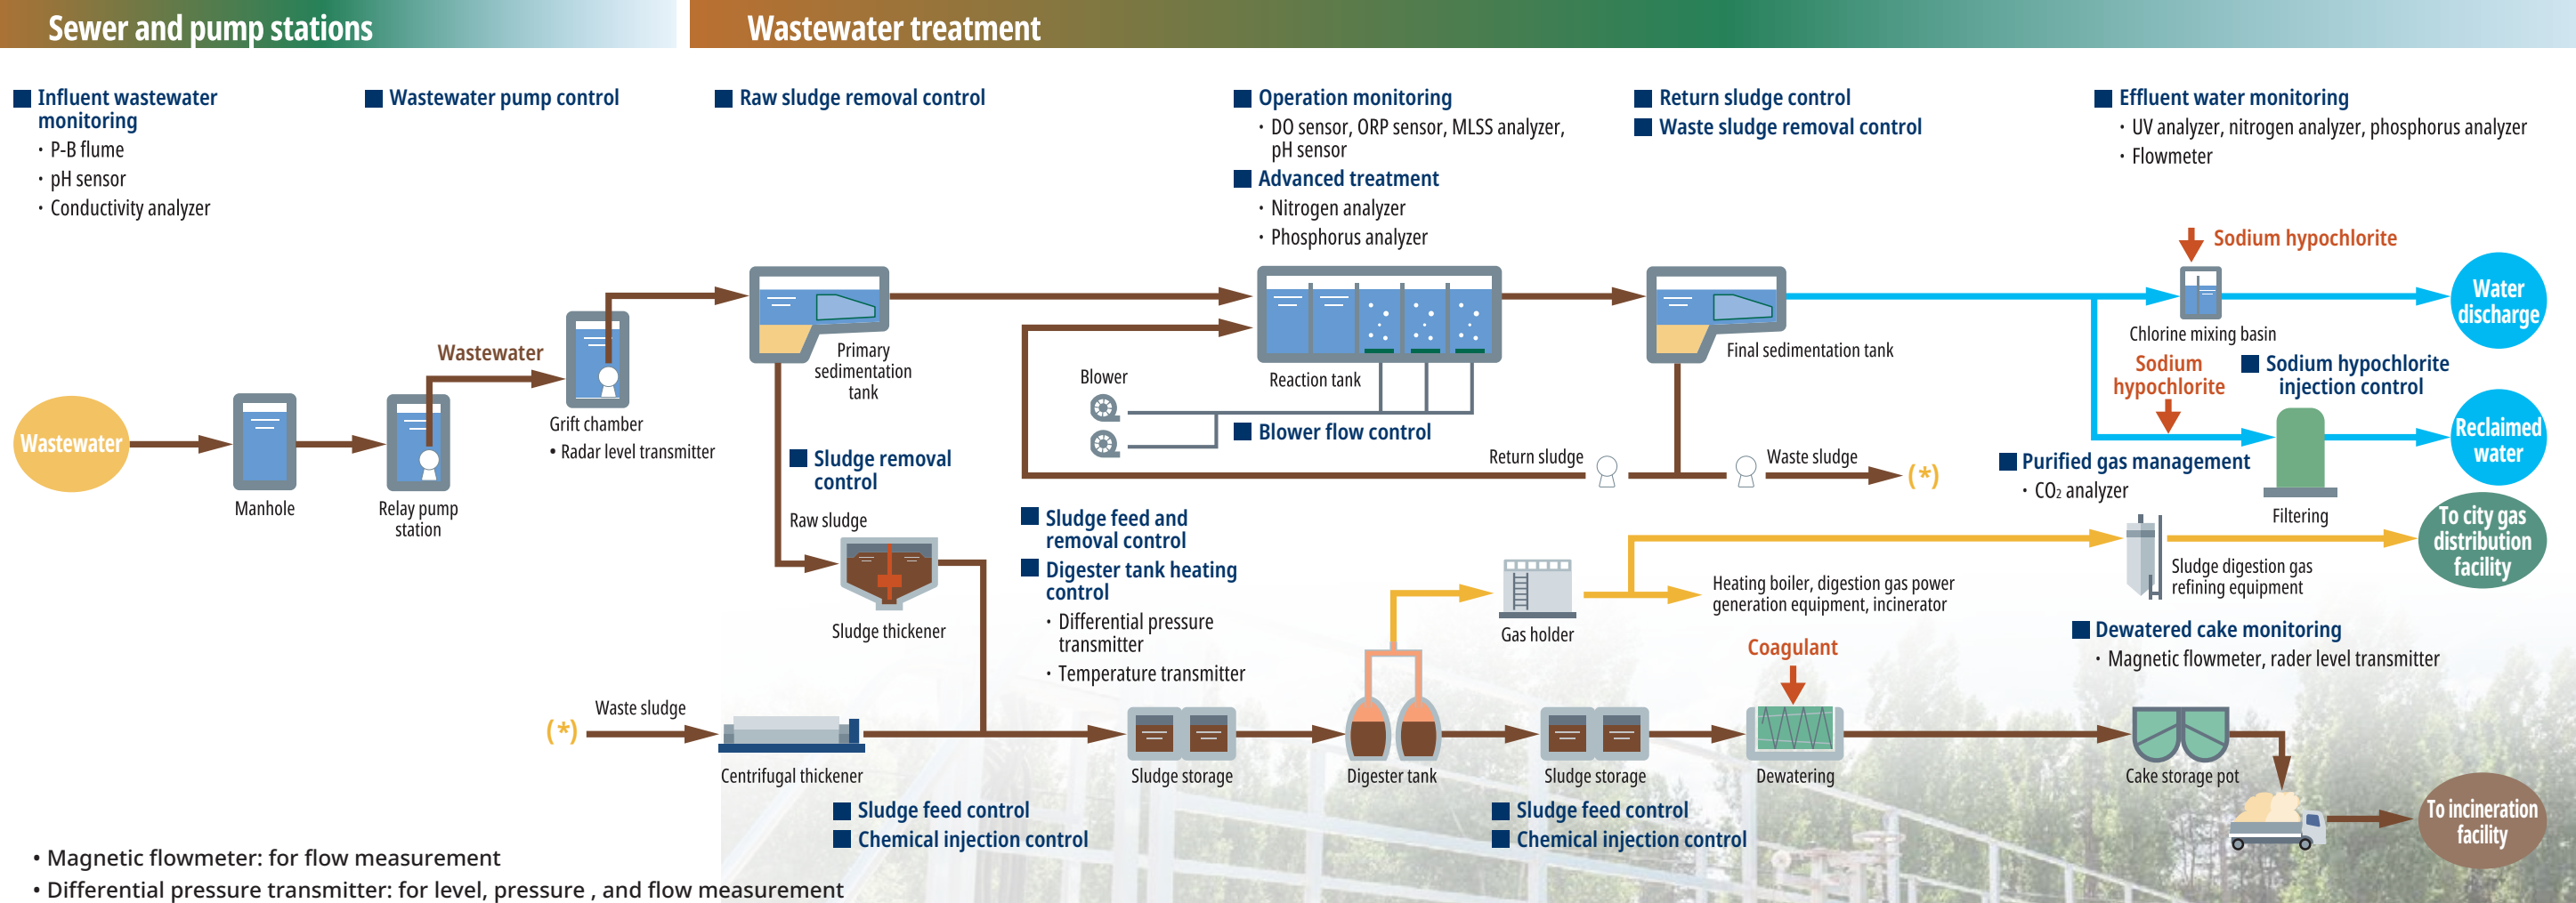 Sewer and pump stations
Wastewater treatment
■ Influent wastewater
monitoring
・P-B flume
・pH sensor
・Conductivity analyzer
■ Wastewater pump control
■ Raw sludge removal control
■ Operation monitoring
・DO sensor, ORP sensor, MLSS analyzer,
pH sensor
■ Advanced treatment
・Nitrogen analyzer
・Phosphorus analyzer
■ Return sludge control
■ Waste sludge removal control
■ Effluent water monitoring
・UV analyzer, nitrogen analyzer, phosphorus analyzer
・Flowmeter
Sodium hypochlorite
Water
discharge
Chlorine mixing basin
Wastewater
Primary
sedimentation
tank
Final sedimentation tank
Reaction tank
Blower
Sodium
hypochlorite
■ Sodium hypochlorite
injection control
Grift chamber
• Radar level transmitter
Wastewater
■ Blower flow control
Reclaimed
water
■ Sludge removal
control
Return sludge
Waste sludge
(*)
■ Purified gas management
・CO₂ analyzer
Manhole
Relay pump
station
Raw sludge
■ Sludge feed and
removal control
■ Digester tank heating
control
・Differential pressure
transmitter
・Temperature transmitter
Filtering
To city gas
distribution
facility
Sludge digestion gas
refining equipment
Heating boiler, digestion gas power
generation equipment, incinerator
Sludge thickener
Gas holder
Coagulant
■ Dewatered cake monitoring
・Magnetic flowmeter, rader level transmitter
(*)
Waste sludge
Centrifugal thickener
Sludge storage
Digester tank
Sludge storage
Dewatering
Cake storage pot
■ Sludge feed control
■ Chemical injection control
■ Sludge feed control
■ Chemical injection control
To incineration
facility
• Magnetic flowmeter: for flow measurement
• Differential pressure transmitter: for level, pressure , and flow measurement